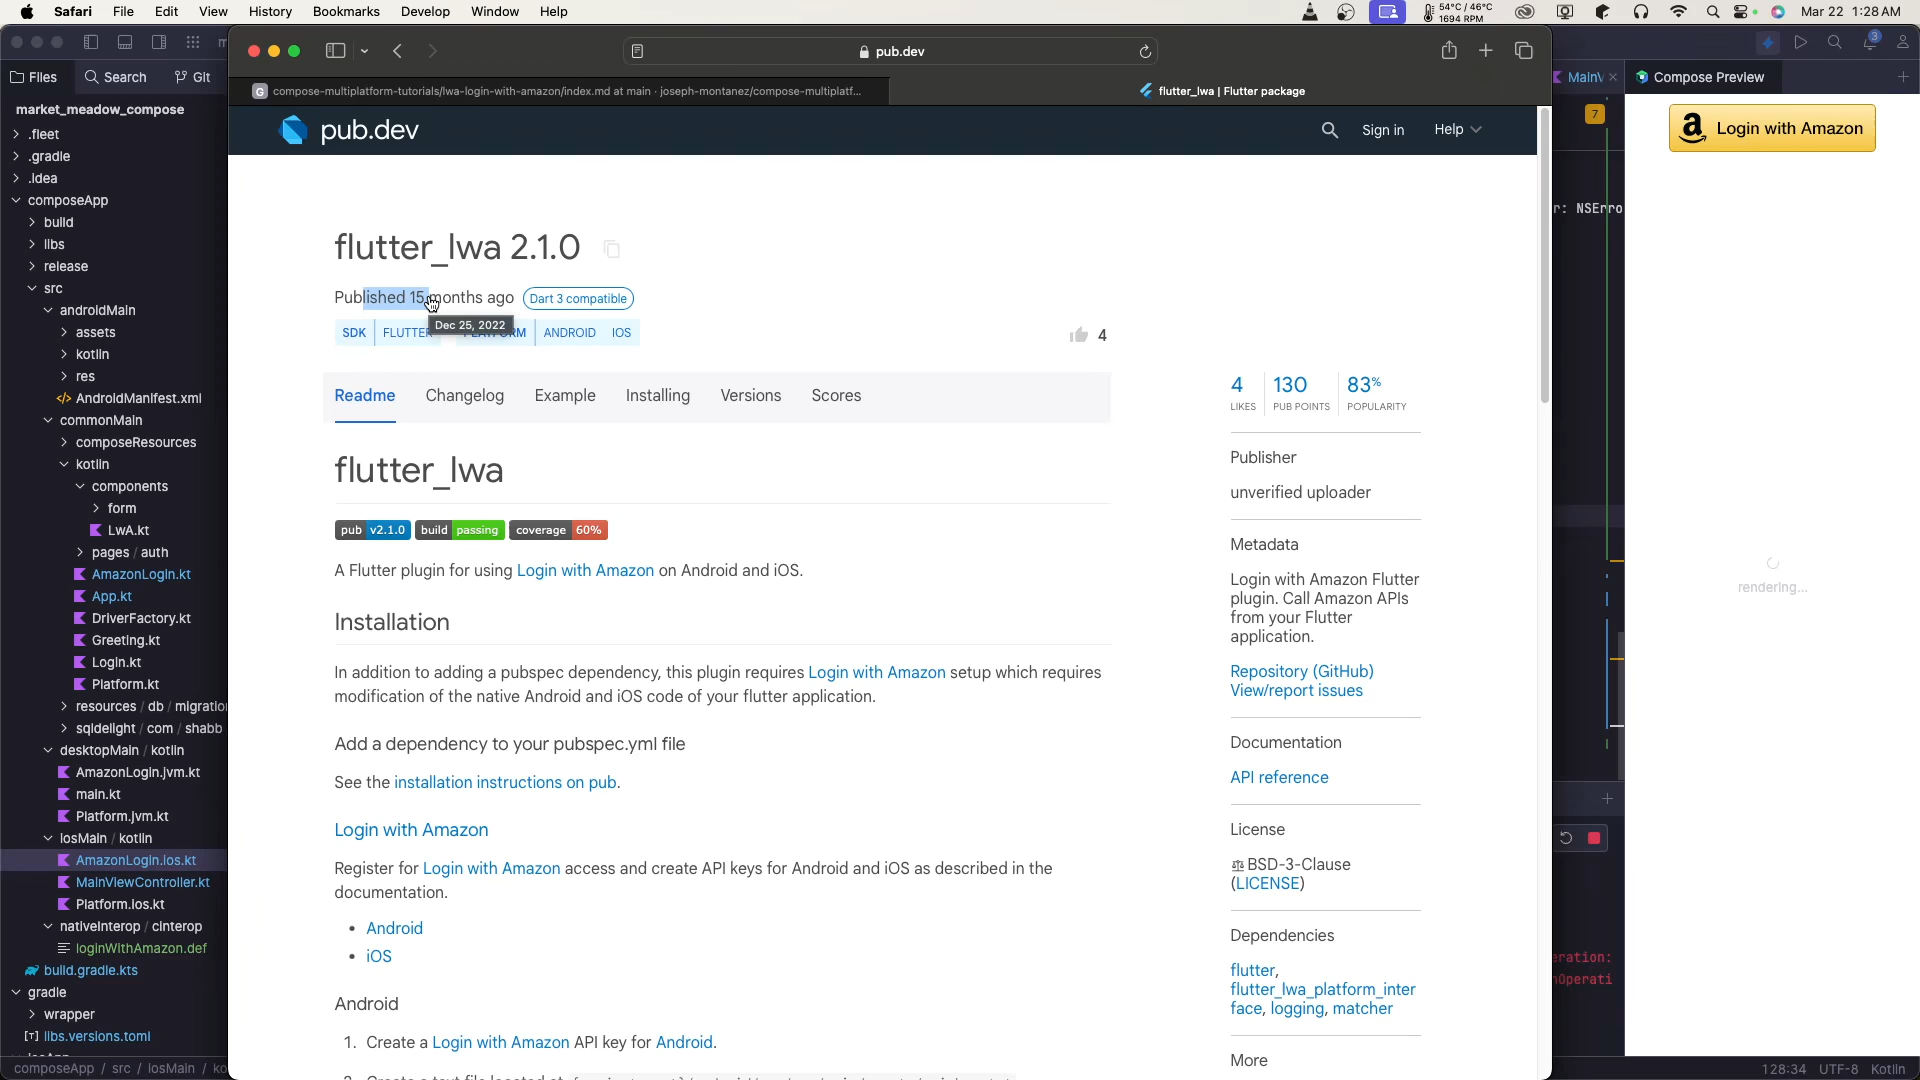 Safari File Edit View History Bookmarks Develop Window Help
54°C / 46°C
1694 RPM
Mar 22 1:28 AM
pub.dev
3
Files Search Git
compose-multiplatform-tutorials/lwa-login-with-amazon/index.md at main · joseph-montanez/compose-multiplatf...
flutter_lwa | Flutter package
MainV
Compose Preview
market_meadow_compose
.fleet
.gradle
.idea
composeApp
build
libs
release
src
androidMain
assets
kotlin
res
AndroidManifest.xml
commonMain
composeResources
kotlin
components
form
LwA.kt
pages / auth
AmazonLogin.kt
App.kt
DriverFactory.kt
Greeting.kt
Login.kt
Platform.kt
resources / db / migratio
sqldelight / com / shabb
desktopMain / kotlin
AmazonLogin.jvm.kt
main.kt
Platform.jvm.kt
iosMain / kotlin
AmazonLogin.ios.kt
MainViewController.kt
Platform.ios.kt
nativeInterop / cinterop
loginWithAmazon.def
build.gradle.kts
gradle
wrapper
libs.versions.toml
composeApp / src / iosMain / ko
pub.dev
Sign in
Help
flutter_lwa 2.1.0
Published 15 months ago
Dart 3 compatible
Dec 25, 2022
SDK FLUTTER PLATFORM ANDROID IOS
4
Readme Changelog Example Installing Versions Scores
flutter_lwa
pub v2.1.0 build passing coverage 60%
A Flutter plugin for using Login with Amazon on Android and iOS.
Installation
In addition to adding a pubspec dependency, this plugin requires Login with Amazon setup which requires
modification of the native Android and iOS code of your flutter application.
Add a dependency to your pubspec.yml file
See the installation instructions on pub.
Login with Amazon
Register for Login with Amazon access and create API keys for Android and iOS as described in the
documentation.
• Android
• iOS
Android
1. Create a Login with Amazon API key for Android.
4 130 83%
LIKES PUB POINTS POPULARITY
Publisher
unverified uploader
Metadata
Login with Amazon Flutter
plugin. Call Amazon APIs
from your Flutter
application.
Repository (GitHub)
View/report issues
Documentation
API reference
License
BSD-3-Clause
(LICENSE)
Dependencies
flutter,
flutter_lwa_platform_inter
face, logging, matcher
More
7
r: NSErro
eration:
nOperati
Login with Amazon
rendering...
128:34 UTF-8 Kotlin